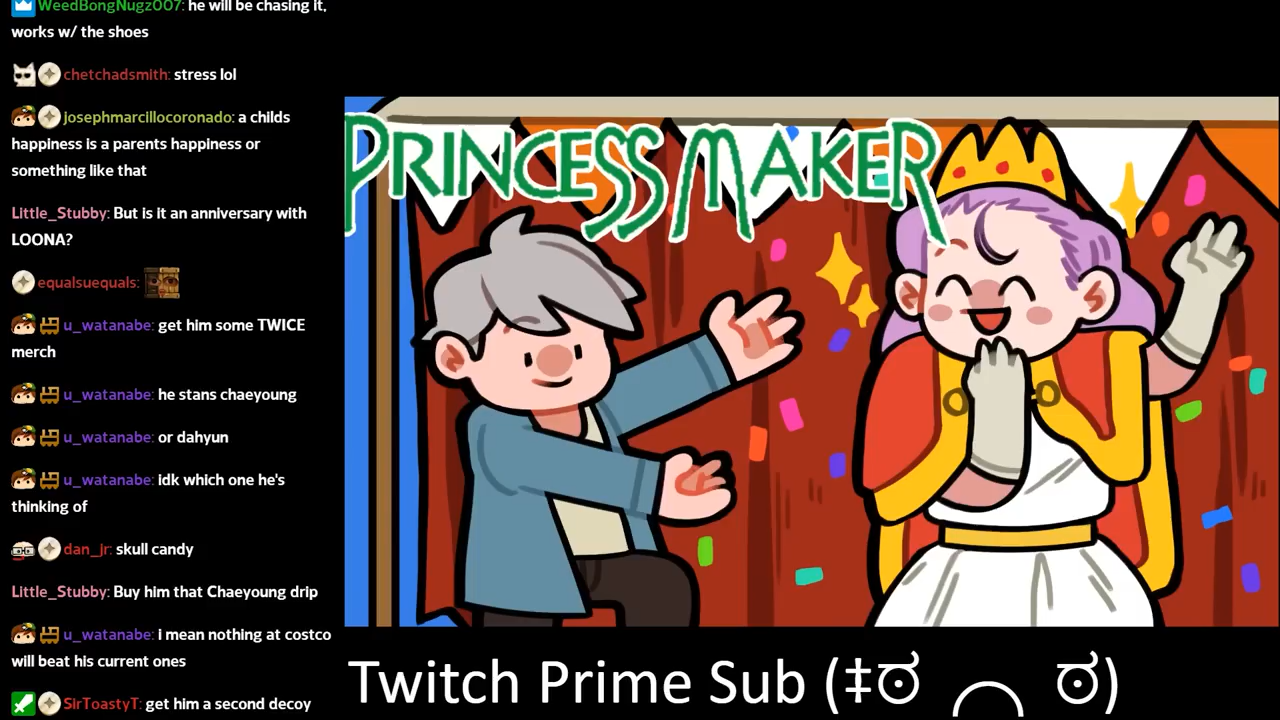 WeedBongNugz007: he will be chasing it,
works w/ the shoes
chetchadsmith: stress lol
josephmarcillocoronado: a childs
happiness is a parents happiness or
something like that
Little_Stubby: But is it an anniversary with
LOONA?
equalsuequals:
u_watanabe: get him some TWICE
merch
u_watanabe: he stans chaeyoung
u_watanabe: or dahyun
u_watanabe: idk which one he's
thinking of
dan_jr: skull candy
Little_Stubby: Buy him that Chaeyoung drip
u_watanabe: i mean nothing at costco
will beat his current ones
SirToastyT: get him a second decoy
PRINCESS MAKER
Twitch Prime Sub (‡ಠ ╭╮ ಠ)